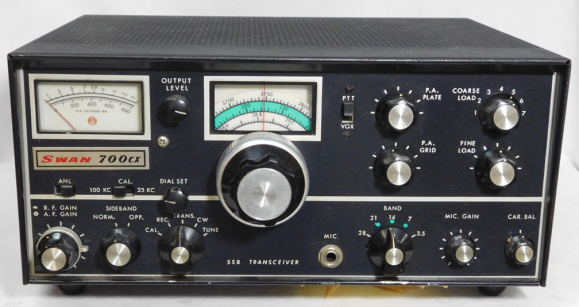 OUTPUT LEVEL
P.A. PLATE
COARSE LOAD
2 3 4 5 6 7
PTT
VOX
P.A. GRID
FINE LOAD
SWAN 700CX
ANL
100 KC CAL. 25 KC
DIAL SET
R.F. GAIN
A.F. GAIN
SIDEBAND
NORM. OPP.
CAL. REC. TRANS. CW TUNE
SSB TRANSCEIVER
MIC.
BAND
28 21 14 7 3.5
MIC. GAIN
CAR. BAL